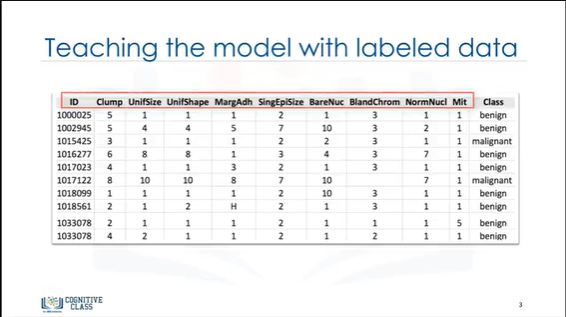 Teaching the model with labeled data
ID Clump UnifSize UnifShape MargAdh SingEpiSize BareNuc BlandChrom NormNucl Mit Class
1000025 5 1 1 1 2 1 3 1 1 benign
1002945 5 4 4 5 7 10 3 2 1 benign
1015425 3 1 1 1 2 2 3 1 1 malignant
1016277 6 8 8 1 3 4 3 7 1 benign
1017023 4 1 1 3 2 1 3 1 1 benign
1017122 8 10 10 8 7 10 7 1 malignant
1018099 1 1 1 1 2 10 3 1 1 benign
1018561 2 1 2 H 2 1 3 1 1 benign
1033078 2 1 1 1 2 1 1 1 5 benign
1033078 4 2 1 1 2 1 2 1 1 benign
COGNITIVE
CLASS
3